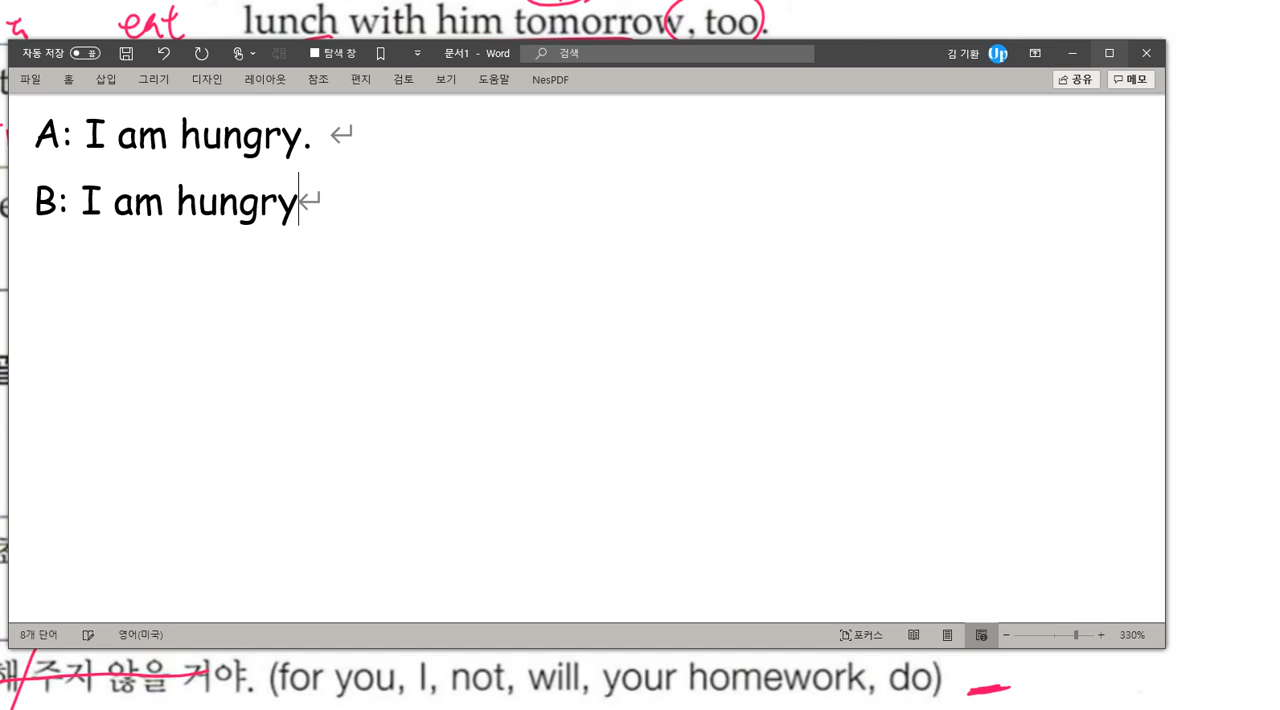 eat
lunch with him tomorrow, too.
자동 저장 끔 탐색 창 문서1 - Word 검색 김 기환 Up
파일 홈 삽입 그리기 디자인 레이아웃 참조 편지 검토 보기 도움말 NesPDF 공유 메모
A: I am hungry.
B: I am hungry
8개 단어 영어(미국) 포커스 330%
해 주지 않을 거야. (for you, I, not, will, your homework, do)